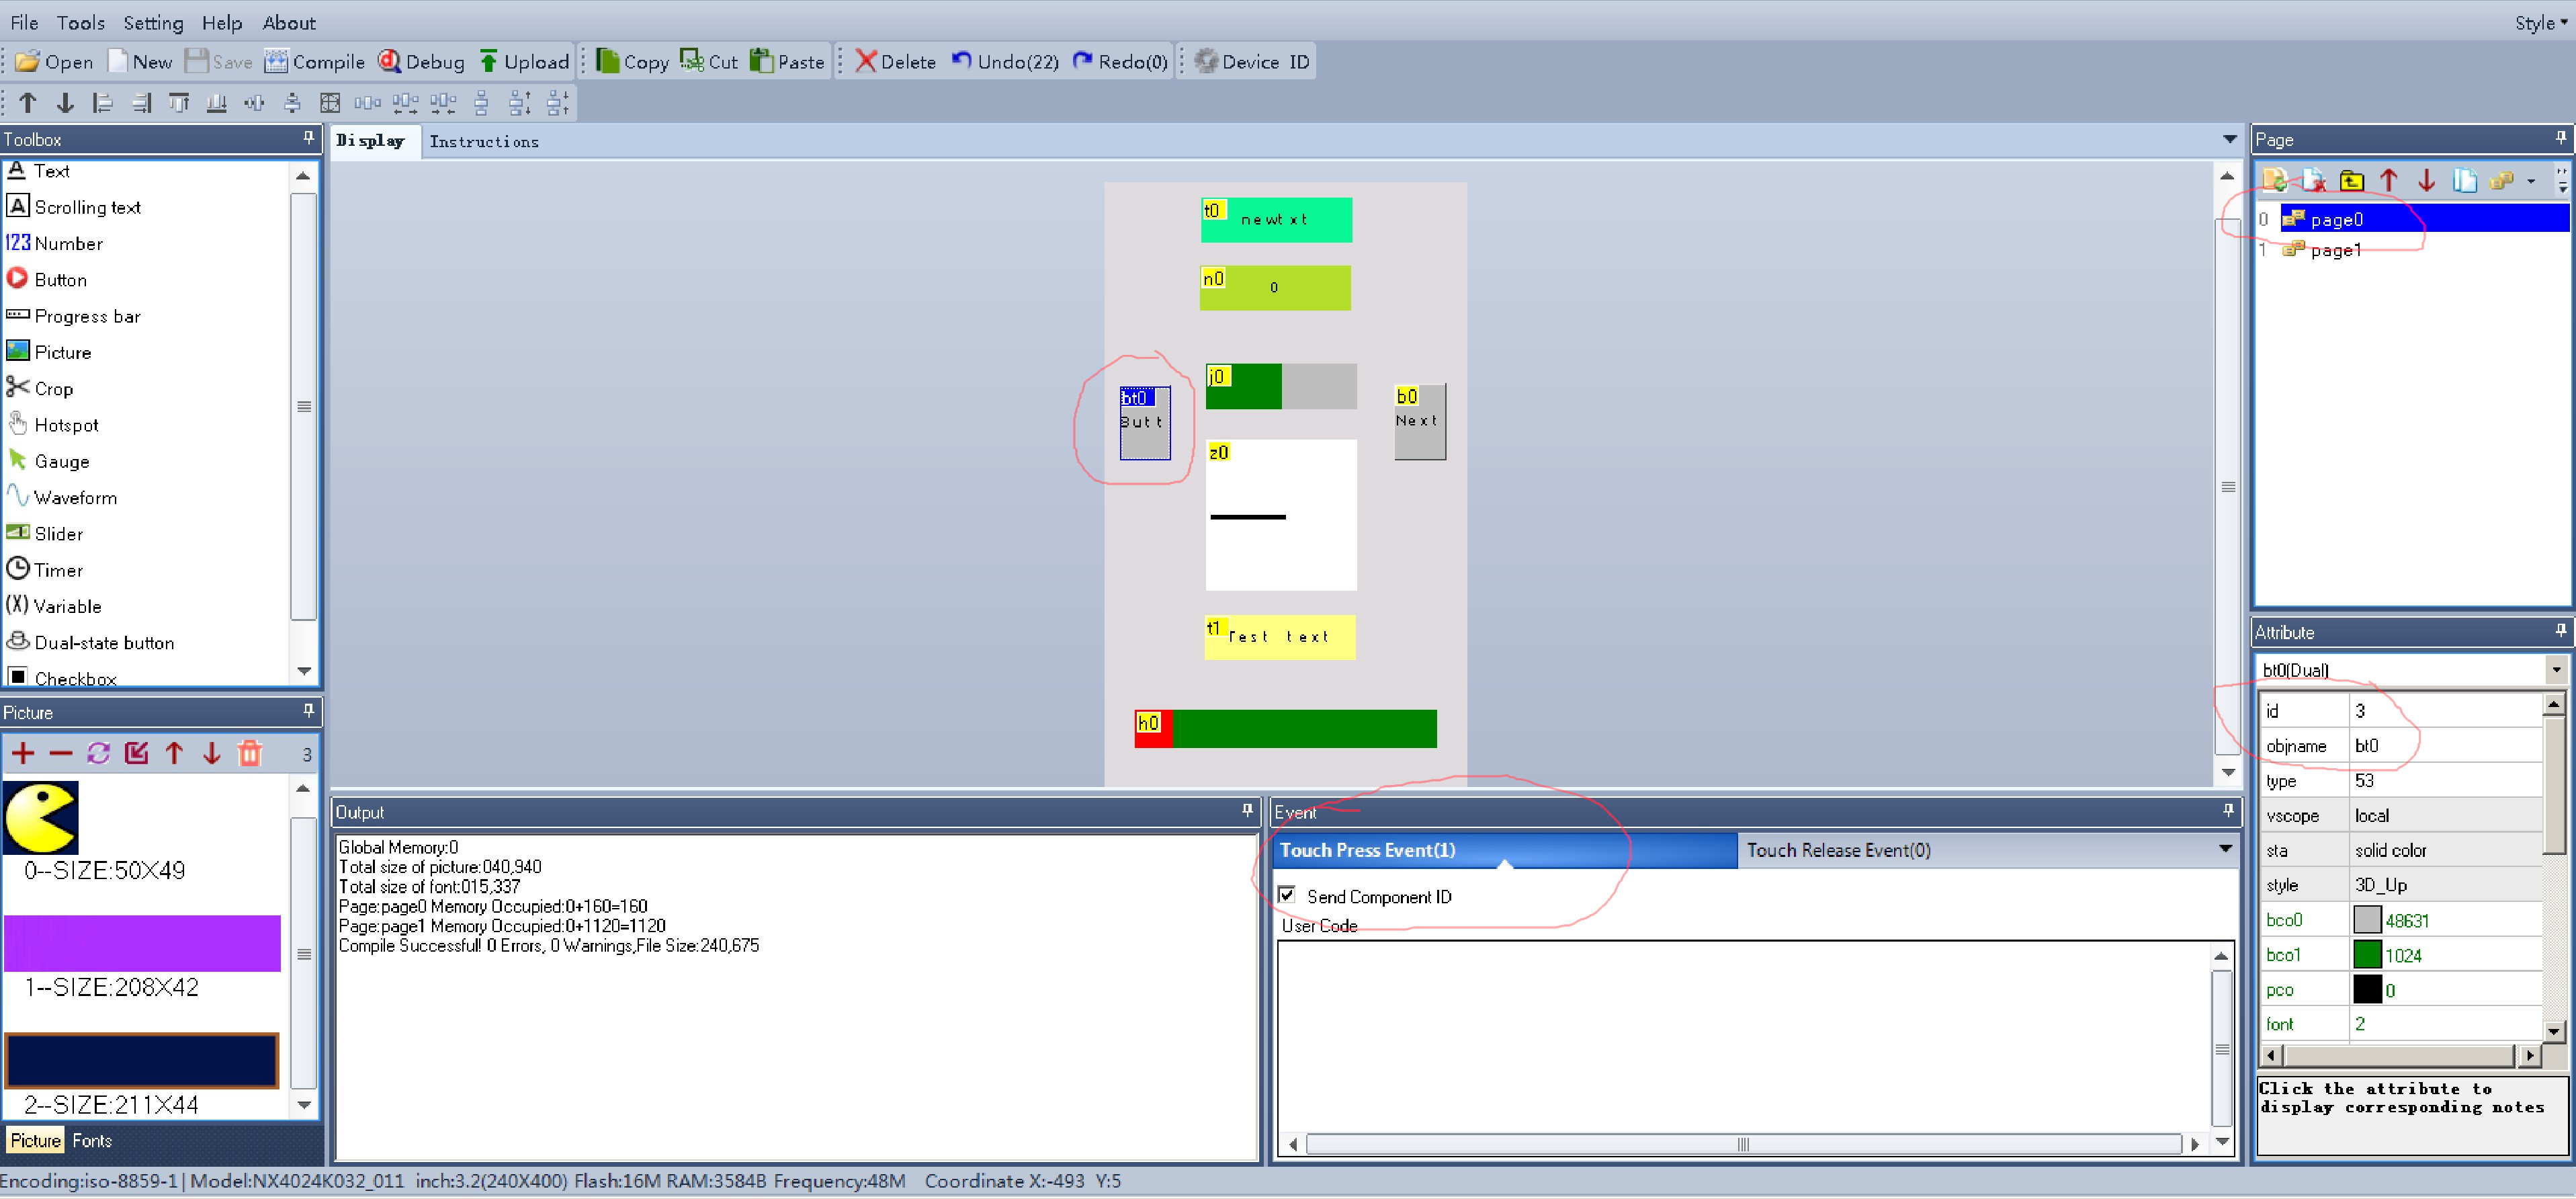 File Tools Setting Help About Style
Open New Save Compile Debug Upload Copy Cut Paste Delete Undo(22) Redo(0) Device ID
Toolbox
Text
Scrolling text
123 Number
Button
Progress bar
Picture
Crop
Hotspot
Gauge
Waveform
Slider
Timer
(X) Variable
Dual-state button
Checkbox
Picture
3
0--SIZE:50X49
1--SIZE:208X42
2--SIZE:211X44
Picture Fonts
Display Instructions
t0 newtxt
n0 0
j0
bt0
Butt
b0
Next
z0
t1 Test text
h0
Output
Global Memory:0
Total size of picture:040,940
Total size of font:015,337
Page:page0 Memory Occupied:0+160=160
Page:page1 Memory Occupied:0+1120=1120
Compile Successful! 0 Errors, 0 Warnings,File Size:240,675
Event
Touch Press Event(1) Touch Release Event(0)
Send Component ID
User Code
Page
0 page0
1 page1
Attribute
bt0(Dual)
id 3
objname bt0
type 53
vscope local
sta solid color
style 3D_Up
bco0 48631
bco1 1024
pco 0
font 2
Click the attribute to
display corresponding notes
Encoding:iso-8859-1| Model:NX4024K032_011 inch:3.2(240X400) Flash:16M RAM:3584B Frequency:48M Coordinate X:-493 Y:5